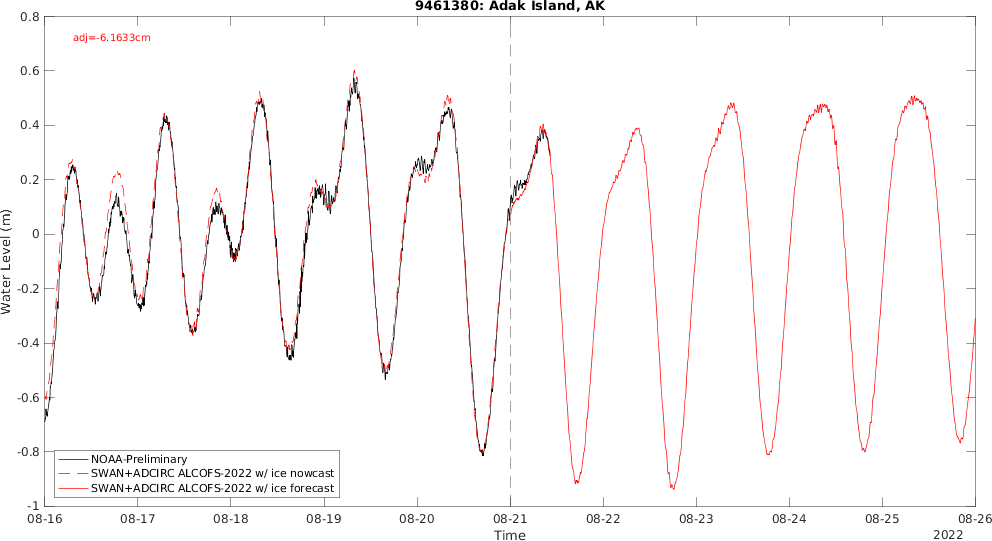 9461380: Adak Island, AK
adj=-6.1633cm
0.8
0.6
0.4
0.2
0
-0.2
-0.4
-0.6
-0.8
-1
Water Level (m)
NOAA-Preliminary
SWAN+ADCIRC ALCOFS-2022 w/ ice nowcast
SWAN+ADCIRC ALCOFS-2022 w/ ice forecast
08-16 08-17 08-18 08-19 08-20 08-21 08-22 08-23 08-24 08-25 08-26
Time
2022